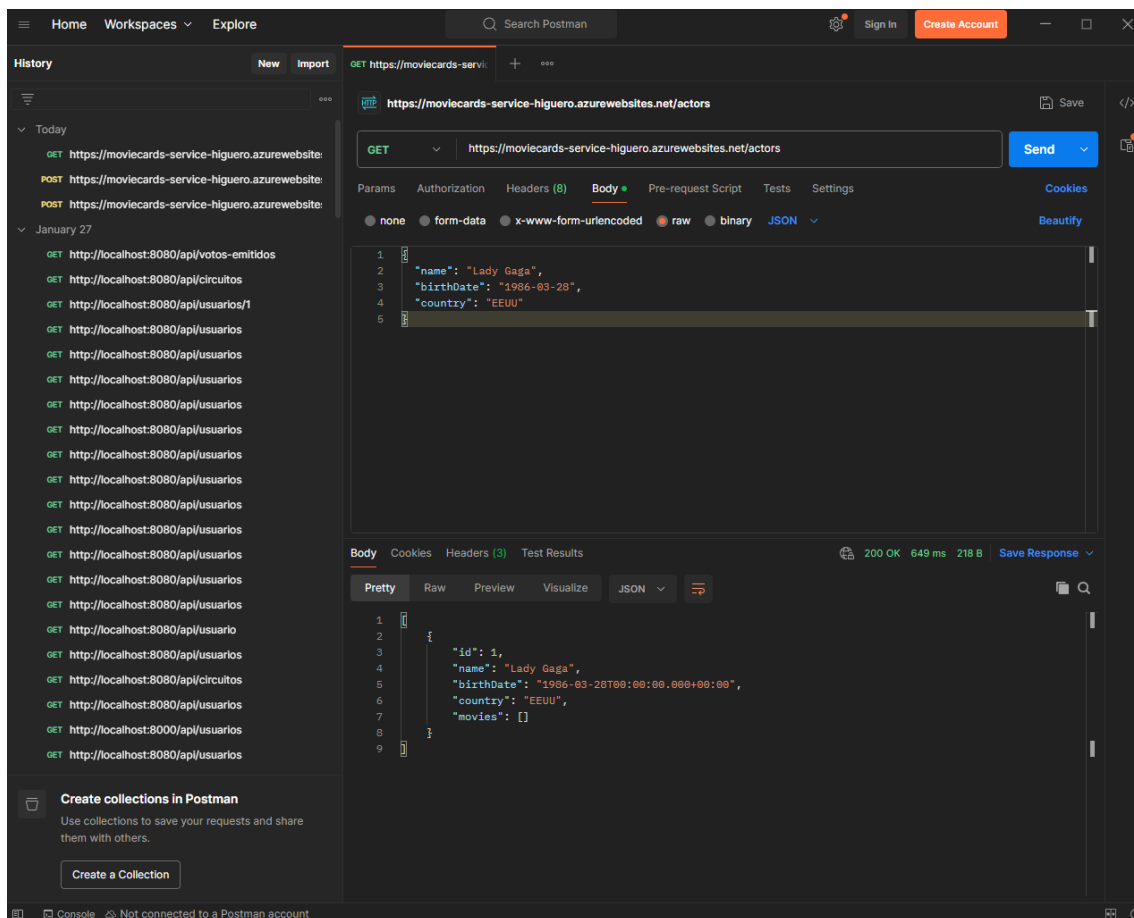 Home Workspaces Explore Search Postman Sign In Create Account
History New Import
GET https://moviecards-servic
HTTP https://moviecards-service-higuero.azurewebsites.net/actors Save
Today
GET https://moviecards-service-higuero.azurewebsite
POST https://moviecards-service-higuero.azurewebsite
POST https://moviecards-service-higuero.azurewebsite
January 27
GET http://localhost:8080/api/votos-emitidos
GET http://localhost:8080/api/circuitos
GET http://localhost:8080/api/usuarios/1
GET http://localhost:8080/api/usuarios
GET http://localhost:8080/api/usuarios
GET http://localhost:8080/api/usuarios
GET http://localhost:8080/api/usuarios
GET http://localhost:8080/api/usuarios
GET http://localhost:8080/api/usuarios
GET http://localhost:8080/api/usuarios
GET http://localhost:8080/api/usuarios
GET http://localhost:8080/api/usuarios
GET http://localhost:8080/api/usuarios
GET http://localhost:8080/api/usuarios
GET http://localhost:8080/api/usuarios
GET http://localhost:8080/api/usuario
GET http://localhost:8080/api/usuarios
GET http://localhost:8080/api/circuitos
GET http://localhost:8080/api/usuarios
GET http://localhost:8000/api/usuarios
GET http://localhost:8080/api/usuarios
Create collections in Postman
Use collections to save your requests and share
them with others.
Create a Collection
GET https://moviecards-service-higuero.azurewebsites.net/actors Send
Params Authorization Headers (8) Body Pre-request Script Tests Settings Cookies
none form-data x-www-form-urlencoded raw binary JSON Beautify
1 {
2 "name": "Lady Gaga",
3 "birthDate": "1986-03-28",
4 "country": "EEUU"
5 }
Body Cookies Headers (3) Test Results 200 OK 649 ms 218 B Save Response
Pretty Raw Preview Visualize JSON
1 [
2 {
3 "id": 1,
4 "name": "Lady Gaga",
5 "birthDate": "1986-03-28T00:00:00.000+00:00",
6 "country": "EEUU",
7 "movies": []
8 }
9 ]
Console Not connected to a Postman account